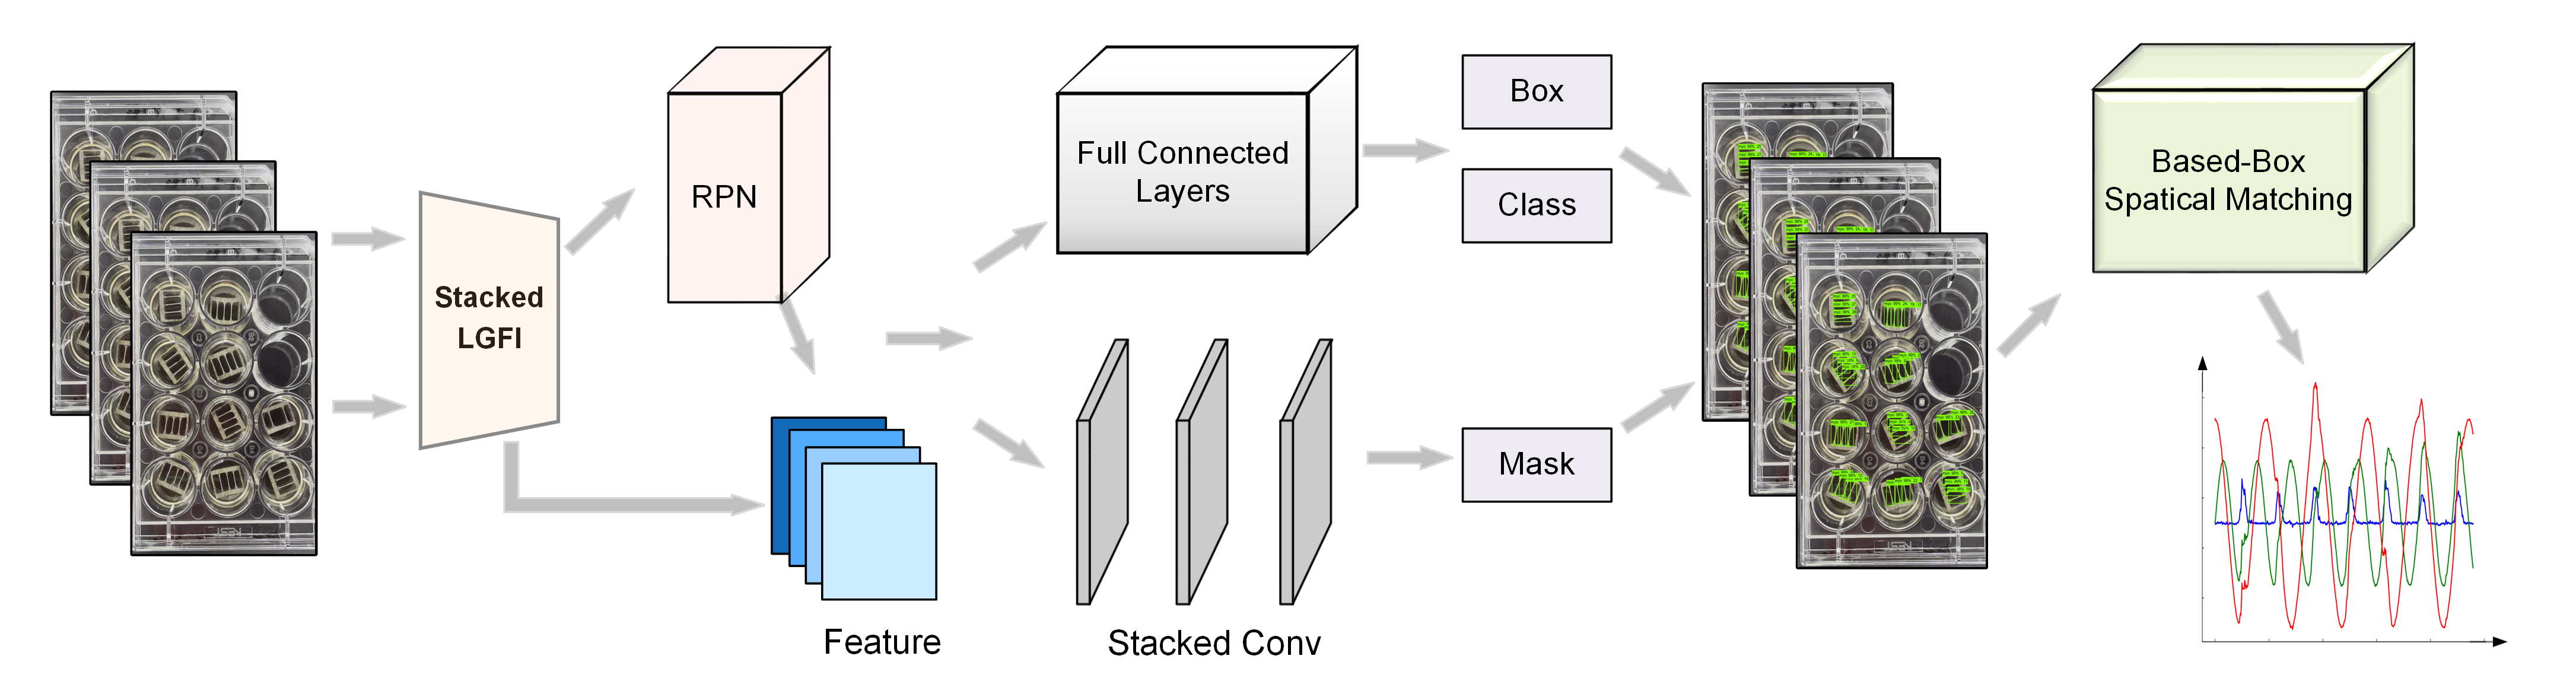 Stacked
LGFI
RPN
Feature
Full Connected
Layers
Stacked Conv
Box
Class
Mask
Based-Box
Spatical Matching